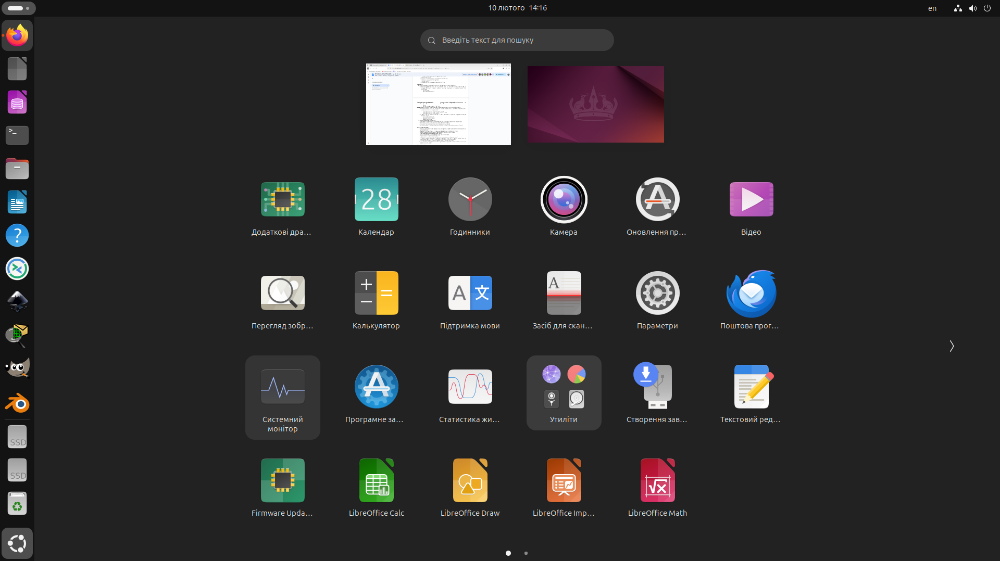 10 лютого 14:16
en
Введіть текст для пошуку
28
Додаткові дра...
Календар
Годинники
Камера
Оновлення пр...
Відео
Перегляд зобр...
Калькулятор
Підтримка мови
Засіб для скан...
Параметри
Поштова прог...
Системний
монітор
Програмне за...
Статистика жи...
Утиліти
Створення зав...
Текстовий ред...
SSD
SSD
Firmware Upda...
LibreOffice Calc
LibreOffice Draw
LibreOffice Imp...
LibreOffice Math